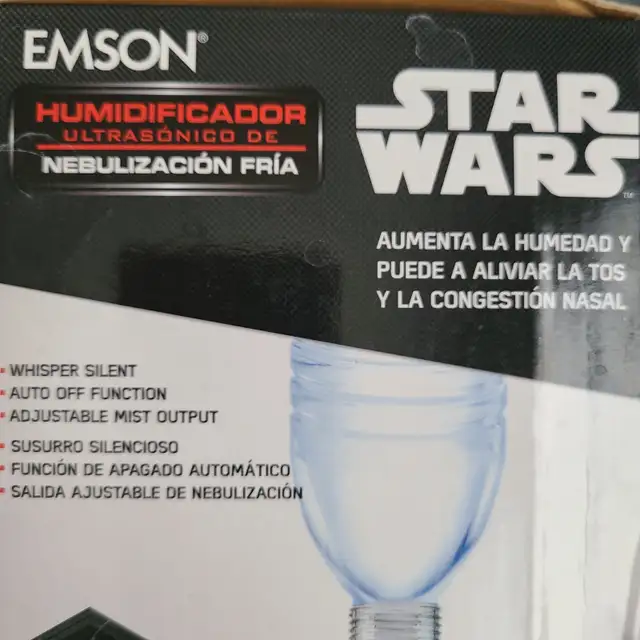 EMSON®
HUMIDIFICADOR
ULTRASÓNICO DE
NEBULIZACIÓN FRÍA
STAR
WARS™
AUMENTA LA HUMEDAD Y
PUEDE A ALIVIAR LA TOS
Y LA CONGESTIÓN NASAL
▪ WHISPER SILENT
▪ AUTO OFF FUNCTION
▪ ADJUSTABLE MIST OUTPUT
▪ SUSURRO SILENCIOSO
▪ FUNCIÓN DE APAGADO AUTOMÁTICO
▪ SALIDA AJUSTABLE DE NEBULIZACIÓN